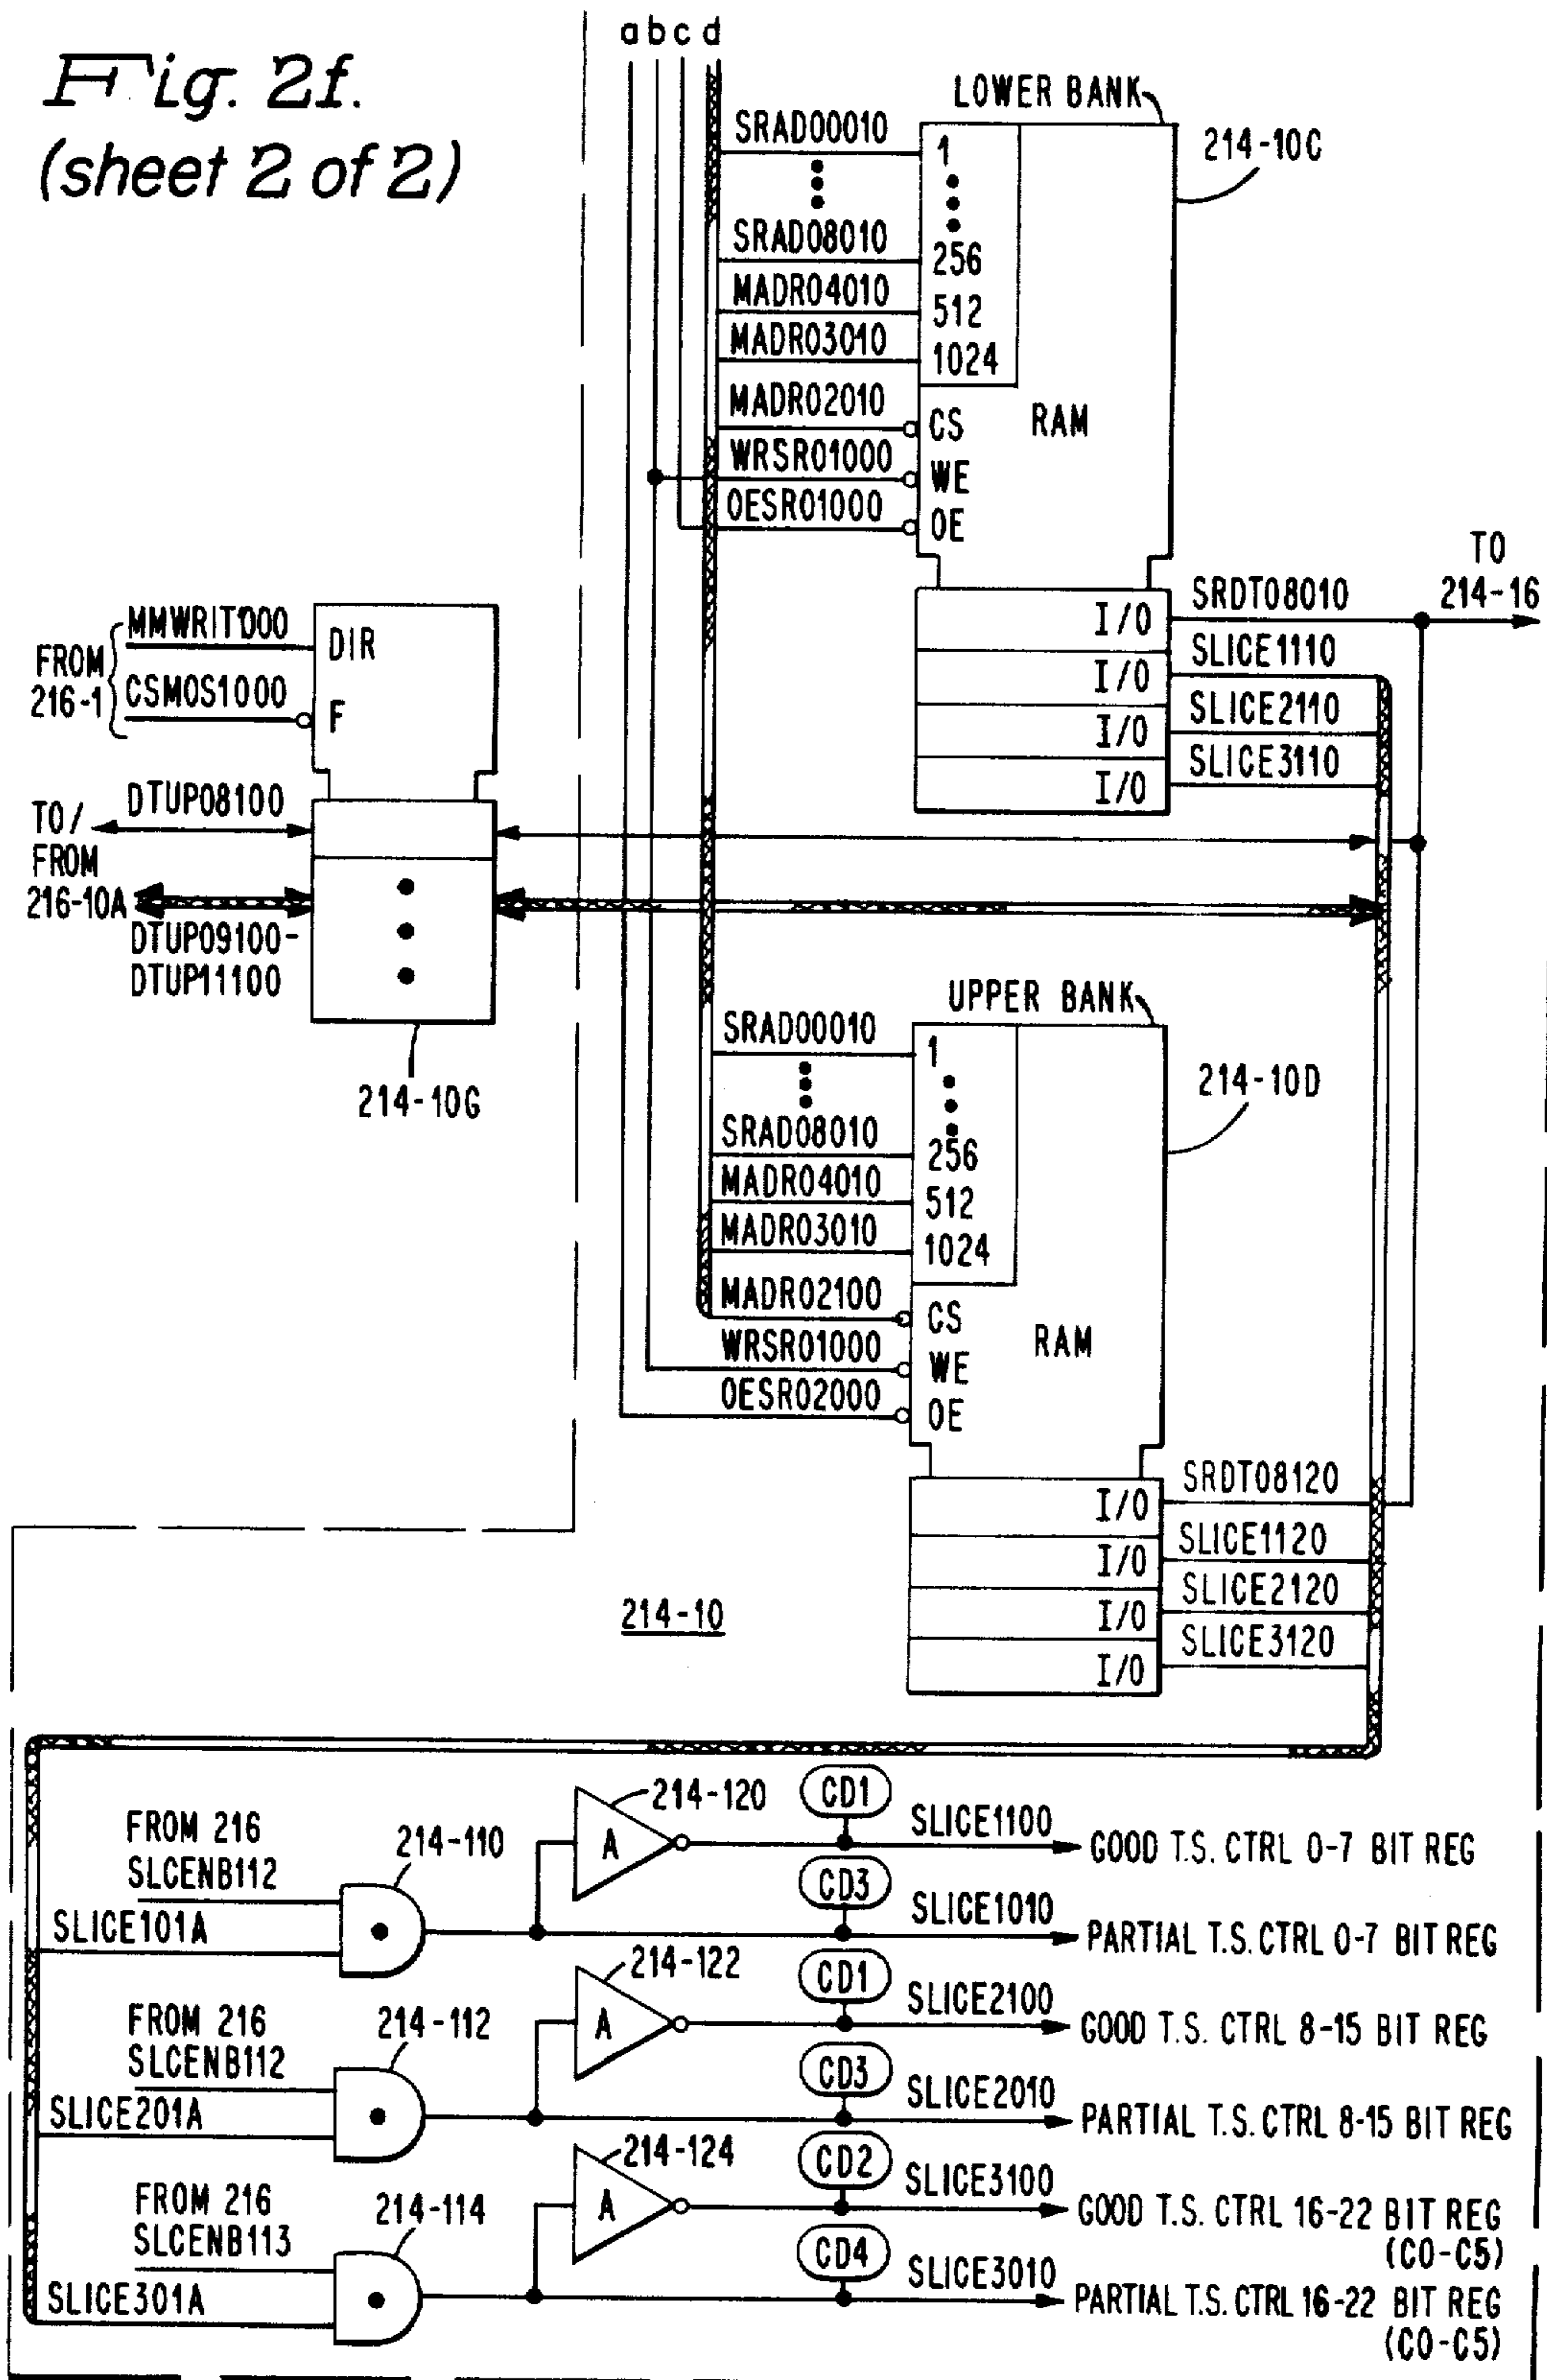 Fig. 2f.
(sheet 2 of 2)
a b c d
LOWER BANK
214-10C
SRAD00010
1
SRAD08010
256
MADR04010
512
MADR03010
1024
MADR02010
CS
RAM
WRSR01000
WE
OESR01000
OE
TO
214-16
I/O
SRDT08010
I/O
SLICE1110
I/O
SLICE2110
I/O
SLICE3110
FROM
216-1
MMWRIT1000
DIR
CSMOS1000
F
TO/
FROM
216-10A
DTUP08100
DTUP09100-
DTUP11100
214-10G
UPPER BANK
214-10D
SRAD00010
1
SRAD08010
256
MADR04010
512
MADR03010
1024
MADR02100
CS
RAM
WRSR01000
WE
OESR02000
OE
I/O
SRDT08120
I/O
SLICE1120
I/O
SLICE2120
I/O
SLICE3120
214-10
FROM 216
SLCENB112
SLICE101A
214-110
A
214-120
CD1
SLICE1100
GOOD T.S. CTRL 0-7 BIT REG
CD3
SLICE1010
PARTIAL T.S. CTRL 0-7 BIT REG
FROM 216
SLCENB112
SLICE201A
214-112
A
214-122
CD1
SLICE2100
GOOD T.S. CTRL 8-15 BIT REG
CD3
SLICE2010
PARTIAL T.S. CTRL 8-15 BIT REG
FROM 216
SLCENB113
SLICE301A
214-114
A
214-124
CD2
SLICE3100
GOOD T.S. CTRL 16-22 BIT REG
(C0-C5)
CD4
SLICE3010
PARTIAL T.S. CTRL 16-22 BIT REG
(C0-C5)